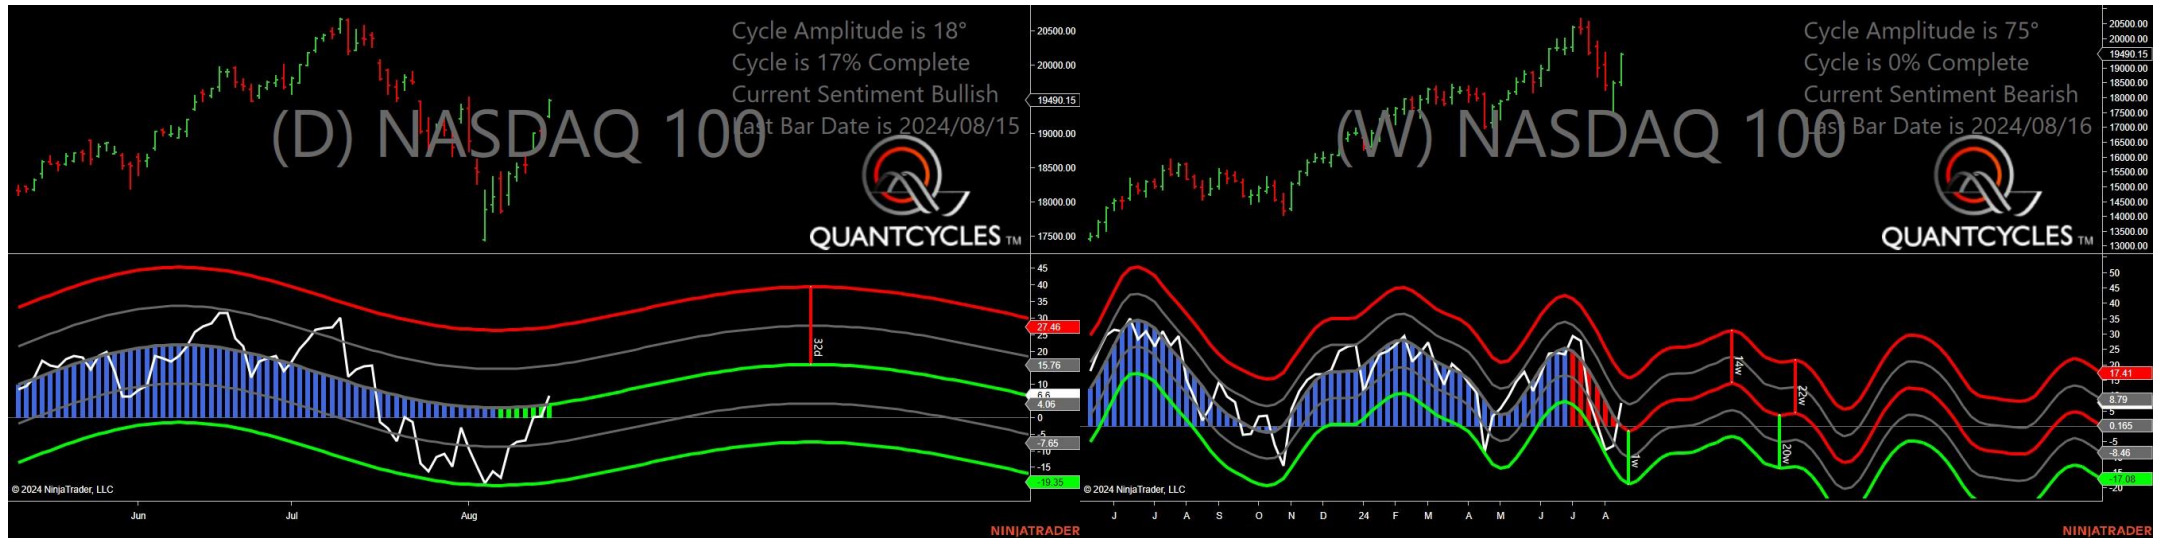 Cycle Amplitude is 18°
Cycle is 17% Complete
Current Sentiment Bullish
Last Bar Date is 2024/08/15
(D) NASDAQ 100
QUANTCYCLES TM
20500.00
20000.00
19490.15
19000.00
18500.00
18000.00
17500.00
45
40
35
30
27.46
25
20
15.76
10
6.6
4.06
0
-5
-7.65
-10
-15
-19.35
32d
© 2024 NinjaTrader, LLC
Jun Jul Aug
NINJATRADER
Cycle Amplitude is 75°
Cycle is 0% Complete
Current Sentiment Bearish
Last Bar Date is 2024/08/16
(W) NASDAQ 100
QUANTCYCLES TM
20500.00
20000.00
19490.15
19000.00
18500.00
18000.00
17500.00
17000.00
16500.00
16000.00
15500.00
15000.00
14500.00
14000.00
13500.00
13000.00
50
45
40
35
30
25
20
17.41
15
8.79
5
0.165
-5
-8.46
-15
-17.08
-20
14w
22w
1w
20w
© 2024 NinjaTrader, LLC
J J A S O N D 24 F M A M J J A
NINJATRADER